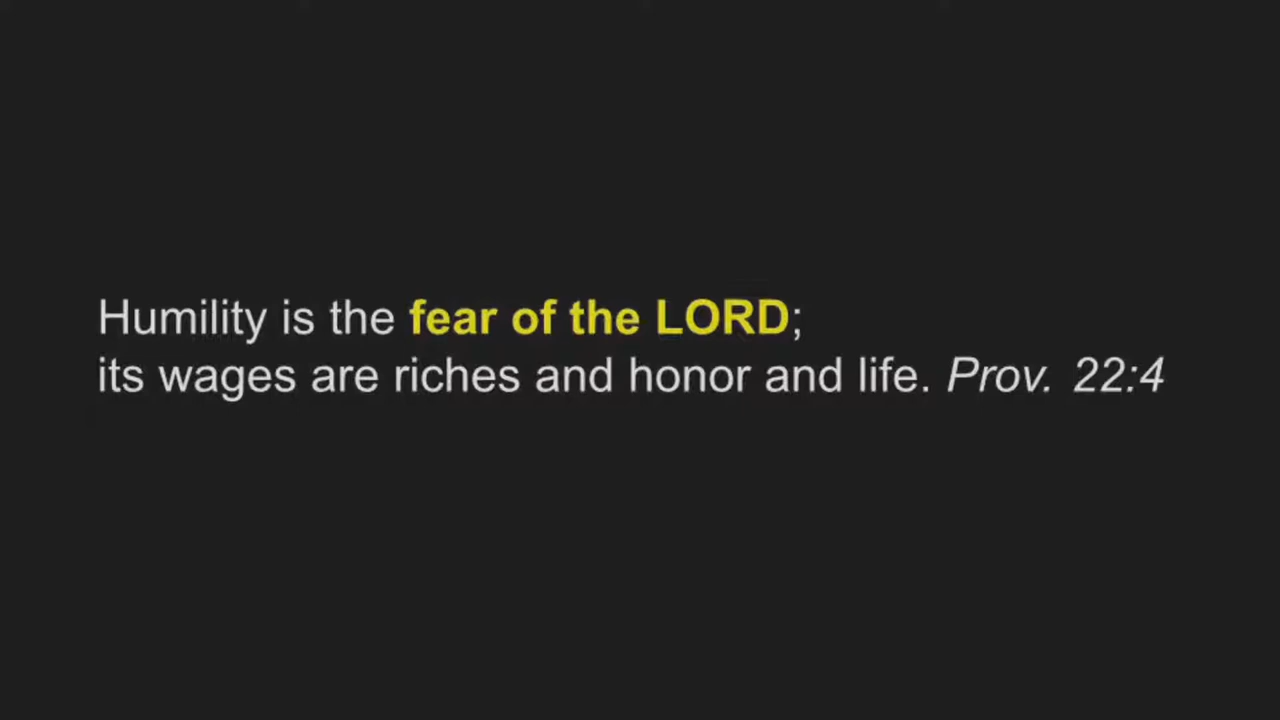 Humility is the fear of the LORD;
its wages are riches and honor and life. Prov. 22:4